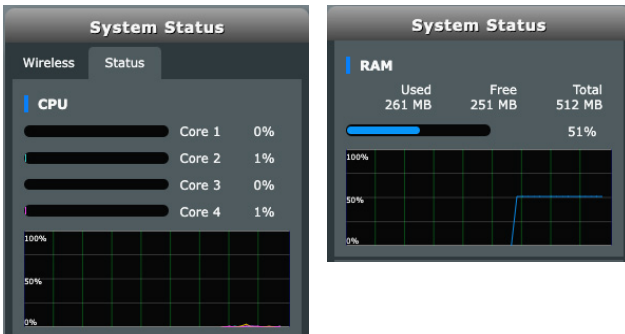 System Status
Wireless Status
CPU
Core 1 0%
Core 2 1%
Core 3 0%
Core 4 1%
100%
50%
0%
System Status
RAM
Used Free Total
261 MB 251 MB 512 MB
51%
100%
50%
0%